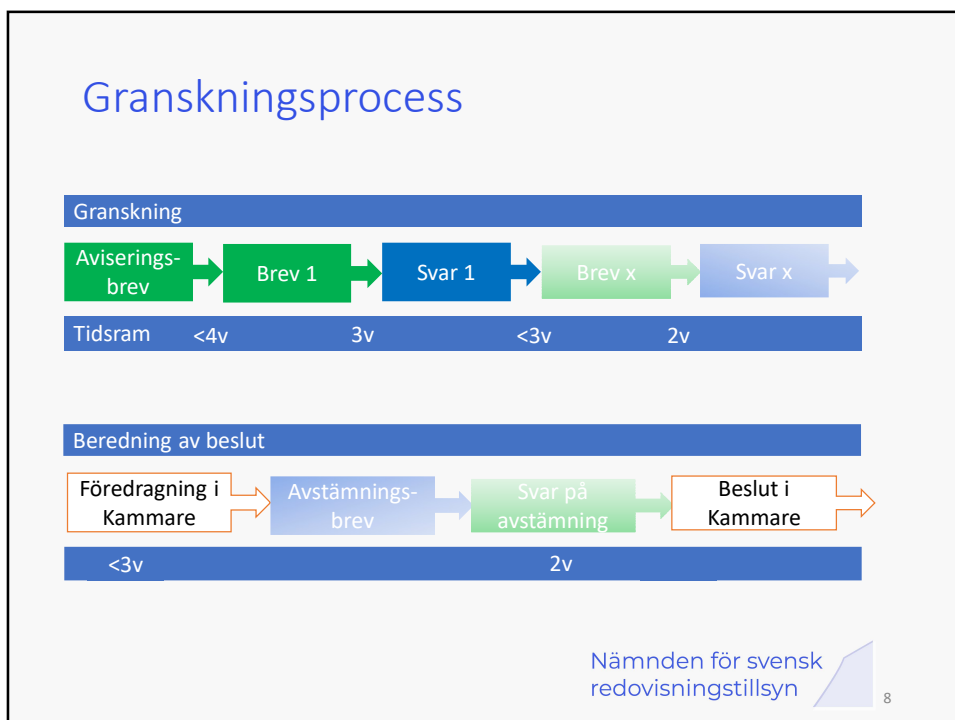 Granskningsprocess
Granskning
Aviserings-
brev
Brev 1
Svar 1
Brev x
Svar x
Tidsram <4v 3v <3v 2v
Beredning av beslut
Föredragning i
Kammare
Avstämnings-
brev
Svar på
avstämning
Beslut i
Kammare
<3v 2v
Nämnden för svensk
redovisningstillsyn
8